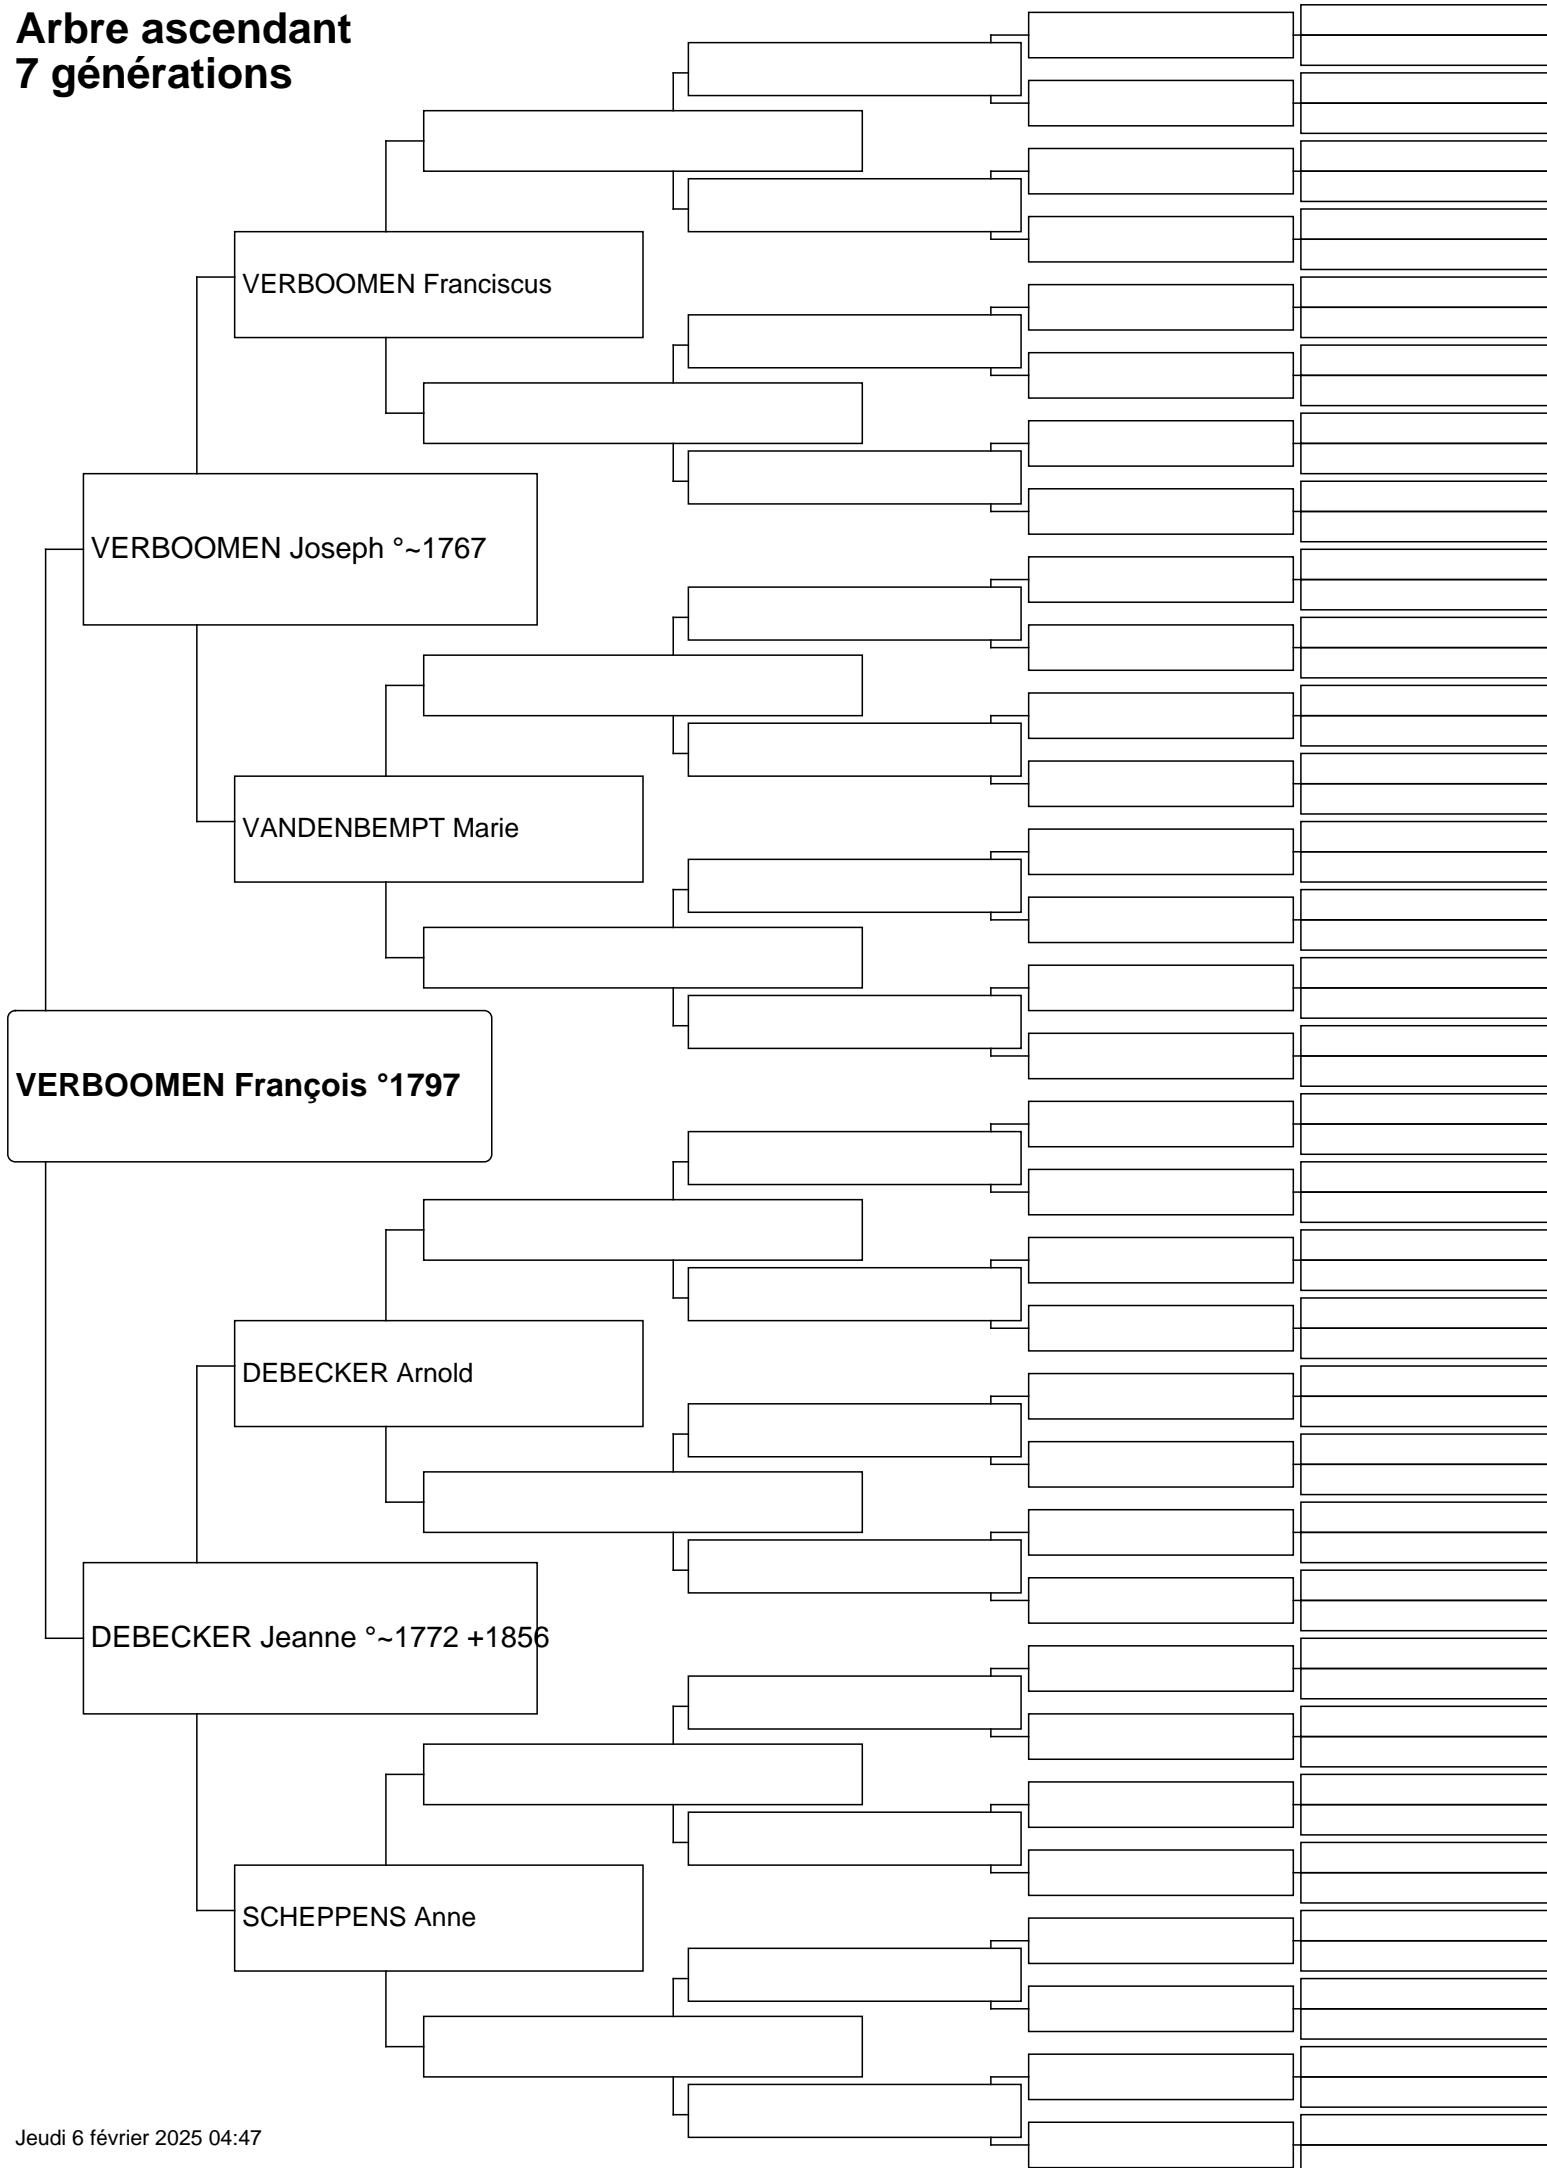 Arbre ascendant
7 générations
VERBOOMEN Franciscus
VERBOOMEN Joseph °~1767
VANDENBEMPT Marie
VERBOOMEN François °1797
DEBECKER Arnold
DEBECKER Jeanne °~1772 +1856
SCHEPPENS Anne
Jeudi 6 février 2025 04:47